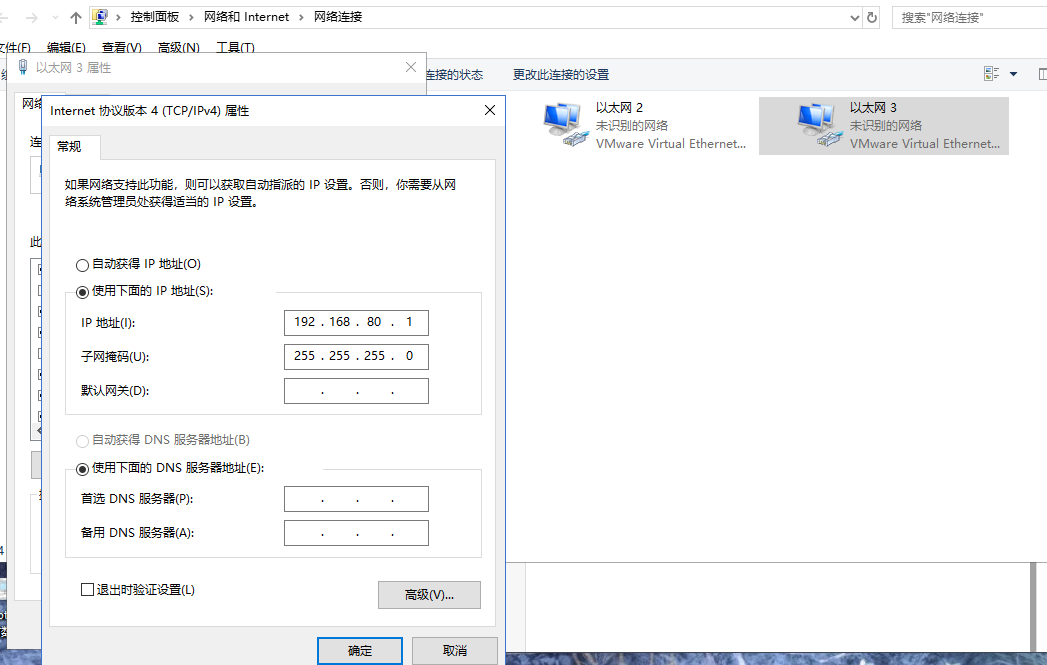 控制面板 › 网络和 Internet › 网络连接
搜索"网络连接"
文件(F) 编辑(E) 查看(V) 高级(N) 工具(T)
以太网 3 属性
连接的状态 更改此连接的设置
网络
Internet 协议版本 4 (TCP/IPv4) 属性
以太网 2
未识别的网络
VMware Virtual Ethernet...
以太网 3
未识别的网络
VMware Virtual Ethernet...
连
常规
如果网络支持此功能，则可以获取自动指派的 IP 设置。否则，你需要从网
络系统管理员处获得适当的 IP 设置。
此
自动获得 IP 地址(O)
使用下面的 IP 地址(S):
IP 地址(I): 192 . 168 . 80 . 1
子网掩码(U): 255 . 255 . 255 . 0
默认网关(D): . . .
自动获得 DNS 服务器地址(B)
使用下面的 DNS 服务器地址(E):
首选 DNS 服务器(P): . . .
备用 DNS 服务器(A): . . .
退出时验证设置(L)
高级(V)...
确定 取消